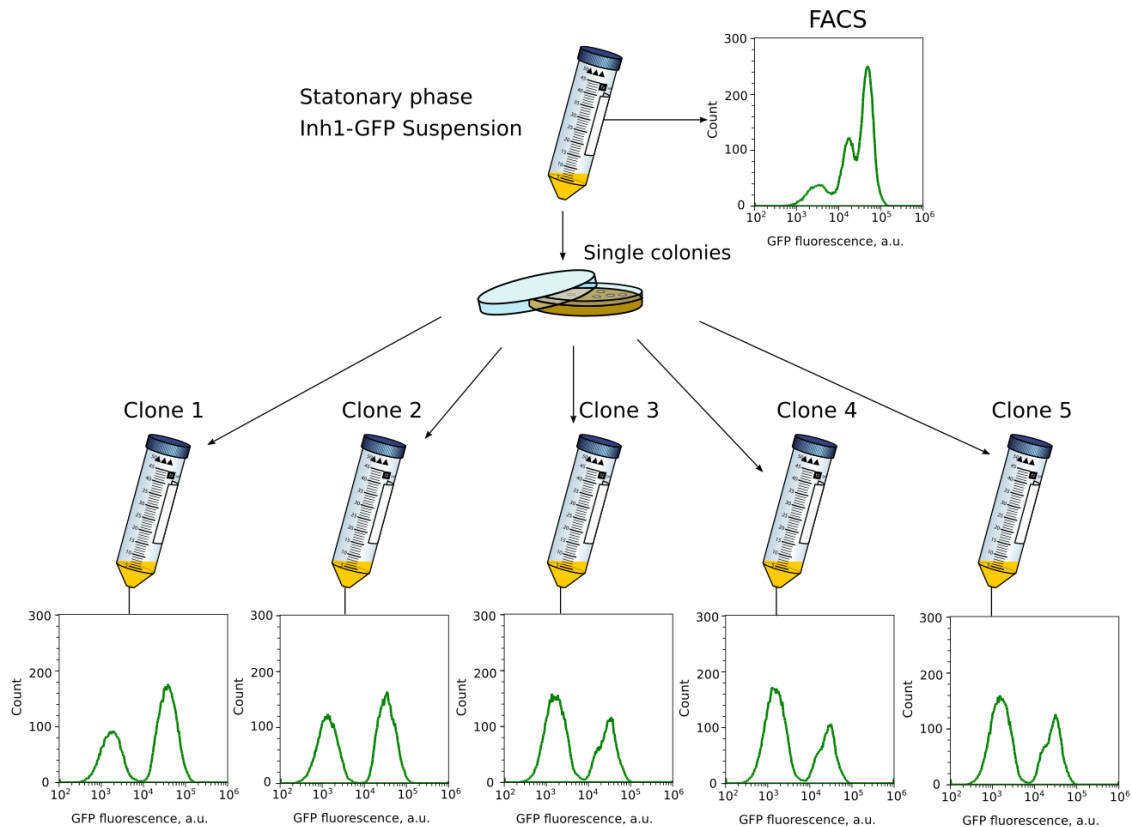 FACS
Statonary phase
Inh1-GFP Suspension
300
200
100
0
Count
10² 10³ 10⁴ 10⁵ 10⁶
GFP fluorescence, a.u.
Single colonies
Clone 1
Clone 2
Clone 3
Clone 4
Clone 5
300
200
100
0
Count
10² 10³ 10⁴ 10⁵ 10⁶
GFP fluorescence, a.u.
300
200
100
0
Count
10² 10³ 10⁴ 10⁵ 10⁶
GFP fluorescence, a.u.
300
200
100
0
Count
10² 10³ 10⁴ 10⁵ 10⁶
GFP fluorescence, a.u.
300
200
100
0
Count
10² 10³ 10⁴ 10⁵ 10⁶
GFP fluorescence, a.u.
300
200
100
0
Count
10² 10³ 10⁴ 10⁵ 10⁶
GFP fluorescence, a.u.